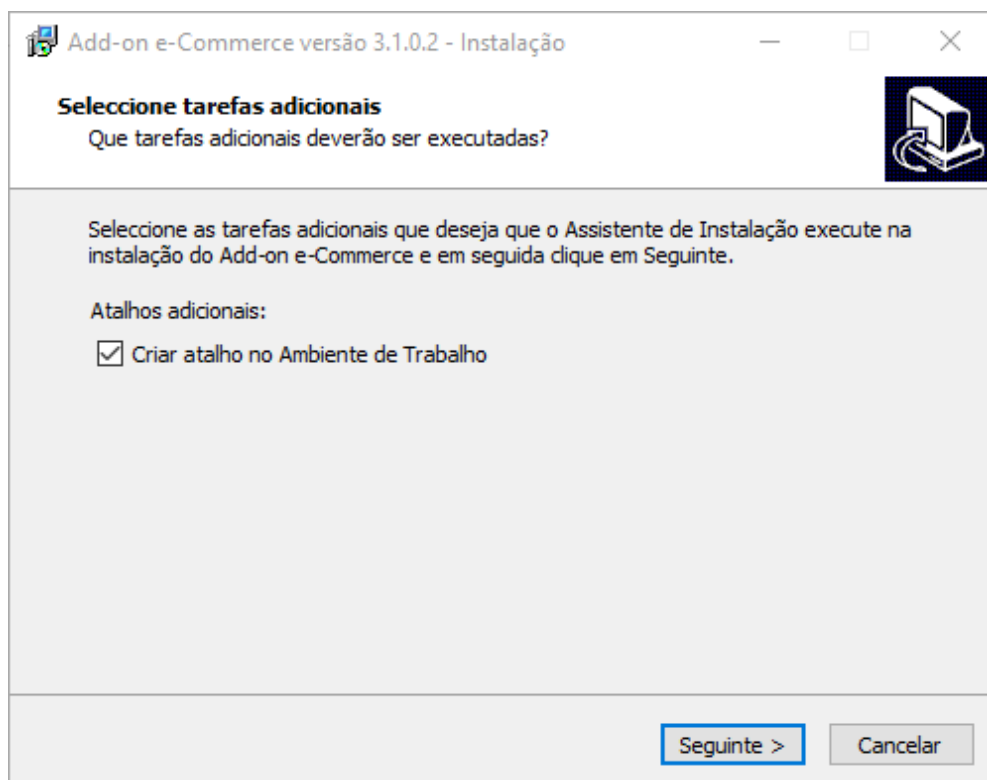 Add-on e-Commerce versão 3.1.0.2 - Instalação
Seleccione tarefas adicionais
Que tarefas adicionais deverão ser executadas?
Seleccione as tarefas adicionais que deseja que o Assistente de Instalação execute na
instalação do Add-on e-Commerce e em seguida clique em Seguinte.
Atalhos adicionais:
Criar atalho no Ambiente de Trabalho
Seguinte >
Cancelar